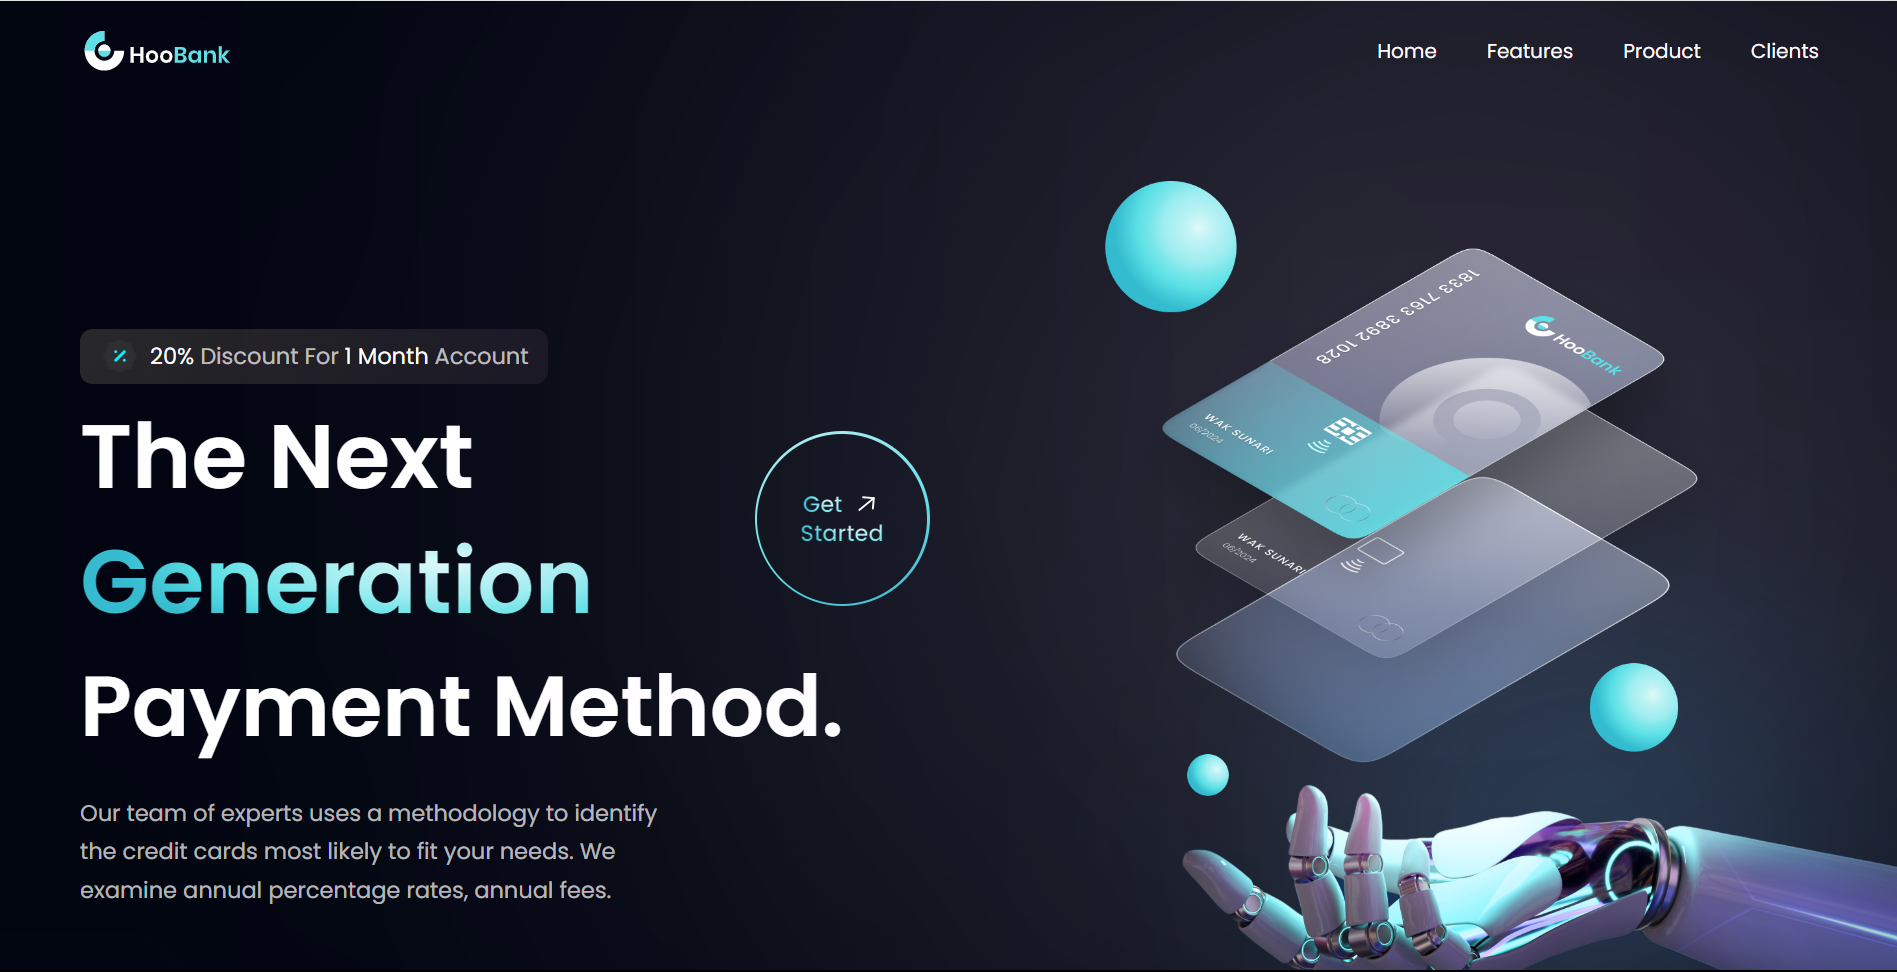 HooBank
Home Features Product Clients
20% Discount For 1 Month Account
The Next
Generation
Payment Method.
Get
Started
Our team of experts uses a methodology to identify
the credit cards most likely to fit your needs. We
examine annual percentage rates, annual fees.
1833 7163 3892 1028
HooBank
WAK SUNARI
06/2024
WAK SUNARI
06/2024